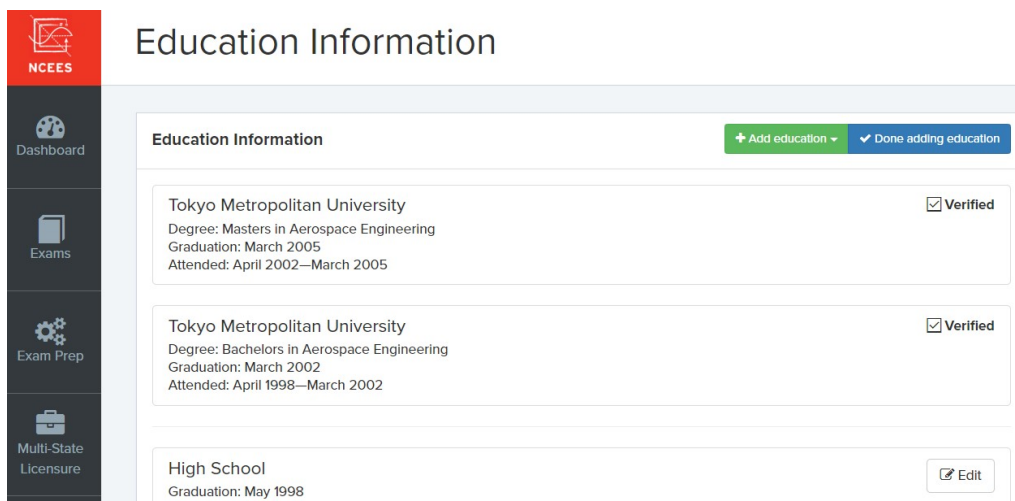 NCEES
Education Information
Dashboard
Exams
Exam Prep
Multi-State
Licensure
Education Information
Add education
Done adding education
Tokyo Metropolitan University
Verified
Degree: Masters in Aerospace Engineering
Graduation: March 2005
Attended: April 2002—March 2005
Tokyo Metropolitan University
Verified
Degree: Bachelors in Aerospace Engineering
Graduation: March 2002
Attended: April 1998—March 2002
High School
Edit
Graduation: May 1998